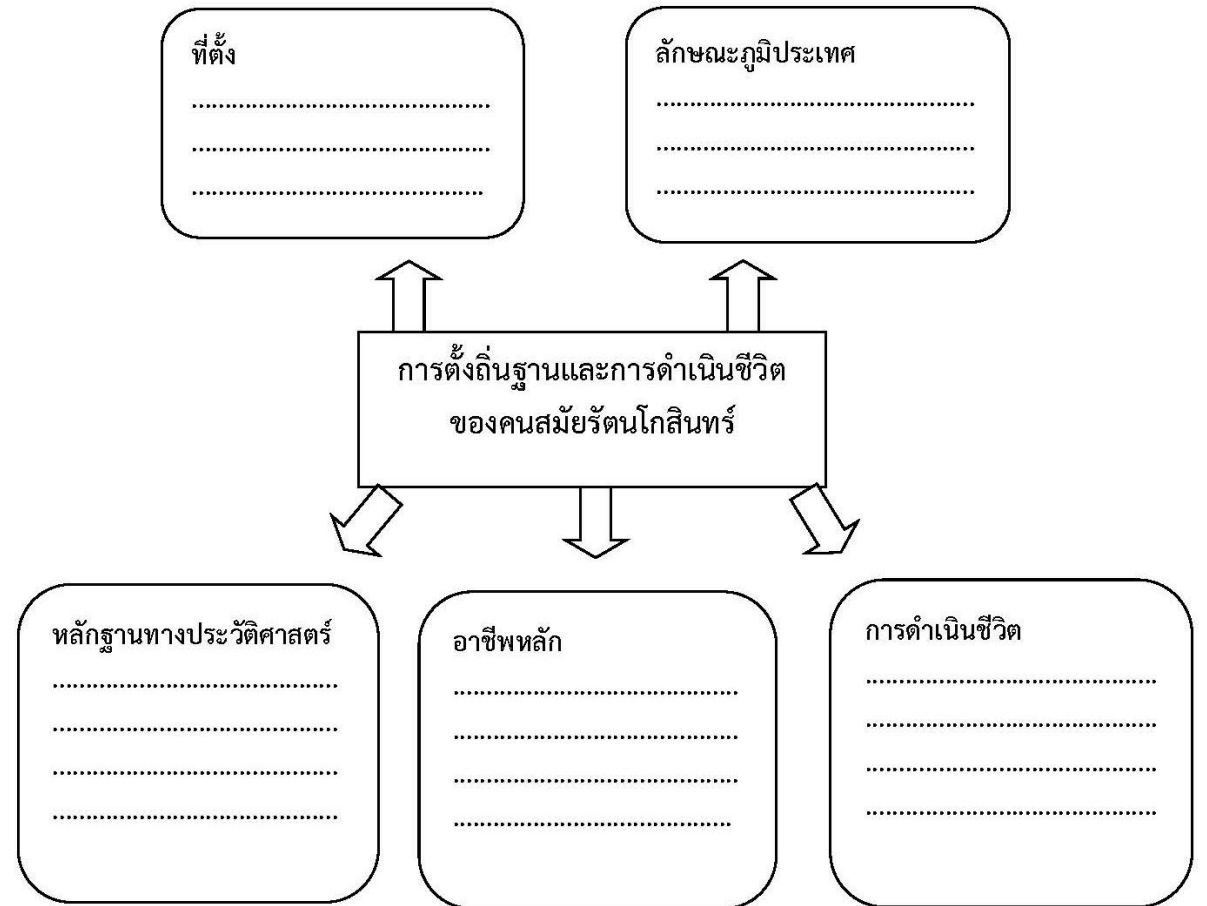 ที่ตั้ง
............................................
............................................
...........................................
ลักษณะภูมิประเทศ
...............................................
...............................................
...............................................
การตั้งถิ่นฐานและการดำเนินชีวิต
ของคนสมัยรัตนโกสินทร์
หลักฐานทางประวัติศาสตร์
...........................................
...........................................
...........................................
...........................................
อาชีพหลัก
...........................................
...........................................
...........................................
..........................................
การดำเนินชีวิต
............................................
............................................
............................................
............................................